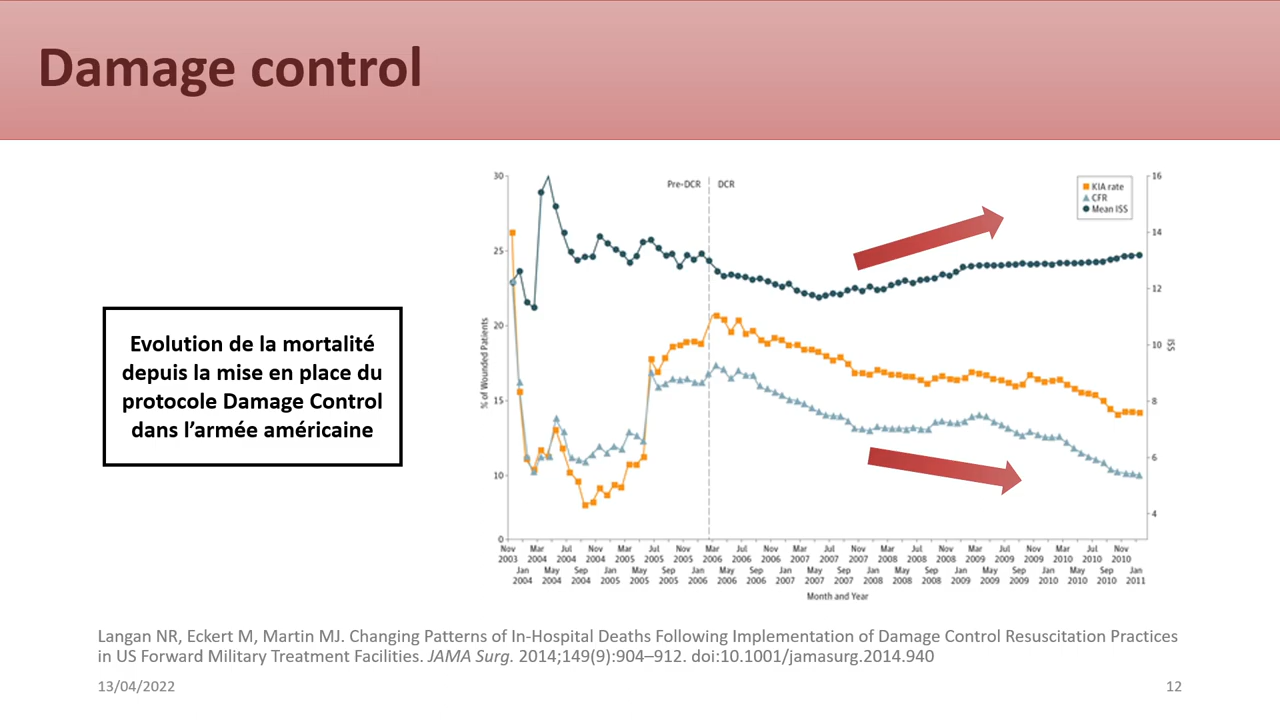 Damage control
Evolution de la mortalité
depuis la mise en place du
protocole Damage Control
dans l'armée américaine
30
25
20
15
10
0
% of Wounded Patients
Pre-DCR
DCR
KIA rate
CFR
Mean ISS
16
14
12
10
8
6
4
ISS
Nov 2003
Jan 2004
Mar 2004
May 2004
Jul 2004
Sep 2004
Nov 2004
Jan 2005
Mar 2005
May 2005
Jul 2005
Sep 2005
Nov 2005
Jan 2006
Mar 2006
May 2006
Jul 2006
Sep 2006
Nov 2006
Jan 2007
Mar 2007
May 2007
Jul 2007
Sep 2007
Nov 2007
Jan 2008
Mar 2008
May 2008
Jul 2008
Sep 2008
Nov 2008
Jan 2009
Mar 2009
May 2009
Jul 2009
Sep 2009
Nov 2009
Jan 2010
Mar 2010
May 2010
Jul 2010
Sep 2010
Nov 2010
Jan 2011
Month and Year
Langan NR, Eckert M, Martin MJ. Changing Patterns of In-Hospital Deaths Following Implementation of Damage Control Resuscitation Practices
in US Forward Military Treatment Facilities. JAMA Surg. 2014;149(9):904–912. doi:10.1001/jamasurg.2014.940
13/04/2022
12